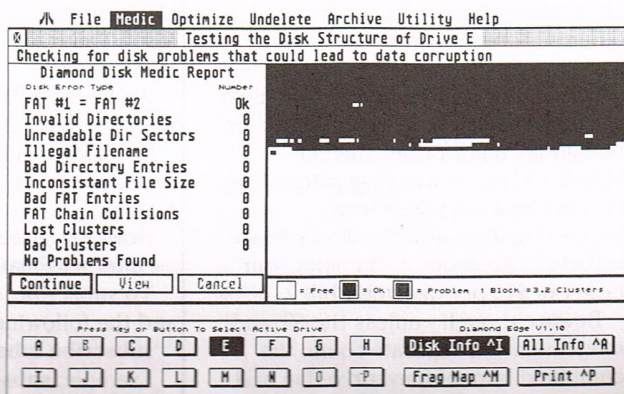 File Medic Optimize Undelete Archive Utility Help
Testing the Disk Structure of Drive E
Checking for disk problems that could lead to data corruption
Diamond Disk Medic Report
Disk Error Type Number
FAT #1 = FAT #2 Ok
Invalid Directories 0
Unreadable Dir Sectors 0
Illegal Filename 0
Bad Directory Entries 0
Inconsistant File Size 0
Bad FAT Entries 0
FAT Chain Collisions 0
Lost Clusters 0
Bad Clusters 0
No Problems Found
Continue View Cancel
= Free = Ok = Problem 1 Block =3.2 Clusters
Press Key Or Button To Select Active Drive
Diamond Edge V1.10
A B C D E F G H Disk Info ^I All Info ^A
I J K L M N O P Frag Map ^M Print ^P